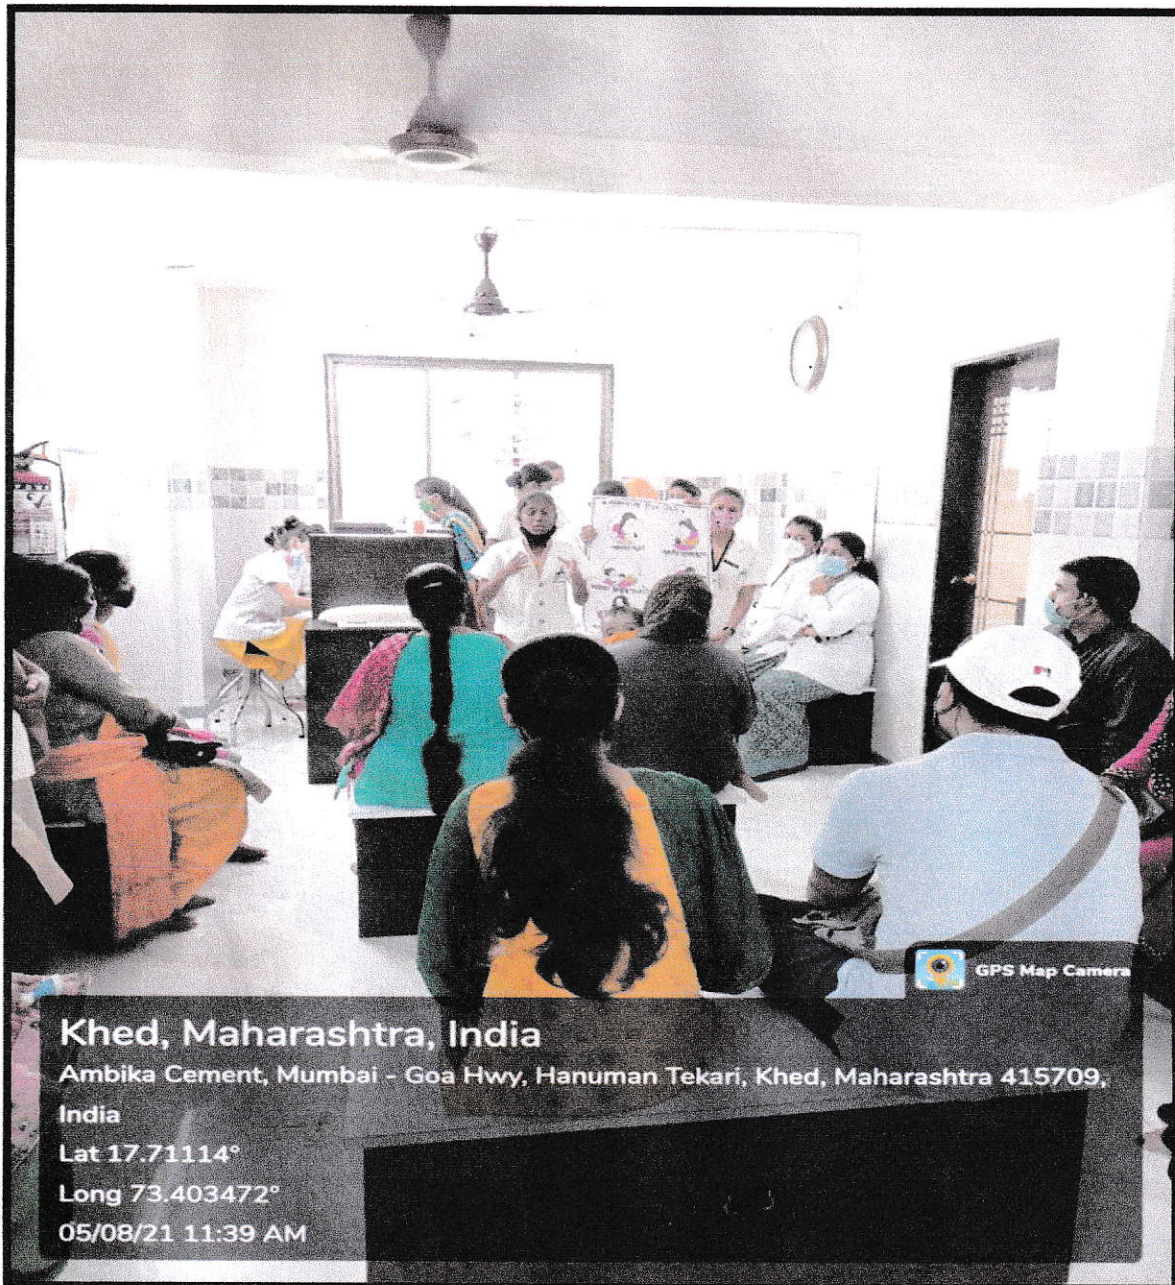 GPS Map Camera
Khed, Maharashtra, India
Ambika Cement, Mumbai - Goa Hwy, Hanuman Tekari, Khed, Maharashtra 415709,
India
Lat 17.71114°
Long 73.403472°
05/08/21 11:39 AM